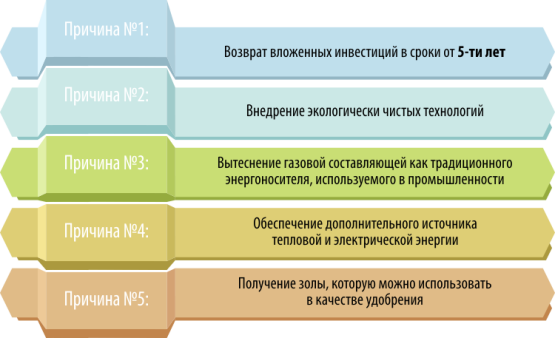 Причина №1:
Возврат вложенных инвестиций в сроки от 5-ти лет
Причина №2:
Внедрение экологически чистых технологий
Причина №3:
Вытеснение газовой составляющей как традиционного
энергоносителя, используемого в промышленности
Причина №4:
Обеспечение дополнительного источника
тепловой и электрической энергии
Причина №5:
Получение золы, которую можно использовать
в качестве удобрения